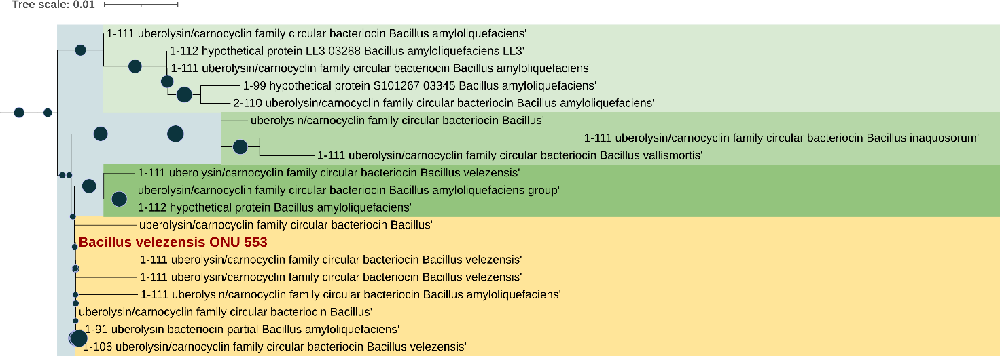 Tree scale: 0.01
1-111 uberolysin/carnocyclin family circular bacteriocin Bacillus amyloliquefaciens'
1-112 hypothetical protein LL3 03288 Bacillus amyloliquefaciens LL3'
1-111 uberolysin/carnocyclin family circular bacteriocin Bacillus amyloliquefaciens'
1-99 hypothetical protein S101267 03345 Bacillus amyloliquefaciens'
2-110 uberolysin/carnocyclin family circular bacteriocin Bacillus amyloliquefaciens'
uberolysin/carnocyclin family circular bacteriocin Bacillus'
1-111 uberolysin/carnocyclin family circular bacteriocin Bacillus inaquosorum'
1-111 uberolysin/carnocyclin family circular bacteriocin Bacillus vallismortis'
1-111 uberolysin/carnocyclin family circular bacteriocin Bacillus velezensis'
uberolysin/carnocyclin family circular bacteriocin Bacillus amyloliquefaciens group'
1-112 hypothetical protein Bacillus amyloliquefaciens'
uberolysin/carnocyclin family circular bacteriocin Bacillus'
Bacillus velezensis ONU 553
1-111 uberolysin/carnocyclin family circular bacteriocin Bacillus velezensis'
1-111 uberolysin/carnocyclin family circular bacteriocin Bacillus velezensis'
1-111 uberolysin/carnocyclin family circular bacteriocin Bacillus amyloliquefaciens'
uberolysin/carnocyclin family circular bacteriocin Bacillus'
1-91 uberolysin bacteriocin partial Bacillus amyloliquefaciens'
1-106 uberolysin/carnocyclin family circular bacteriocin Bacillus velezensis'